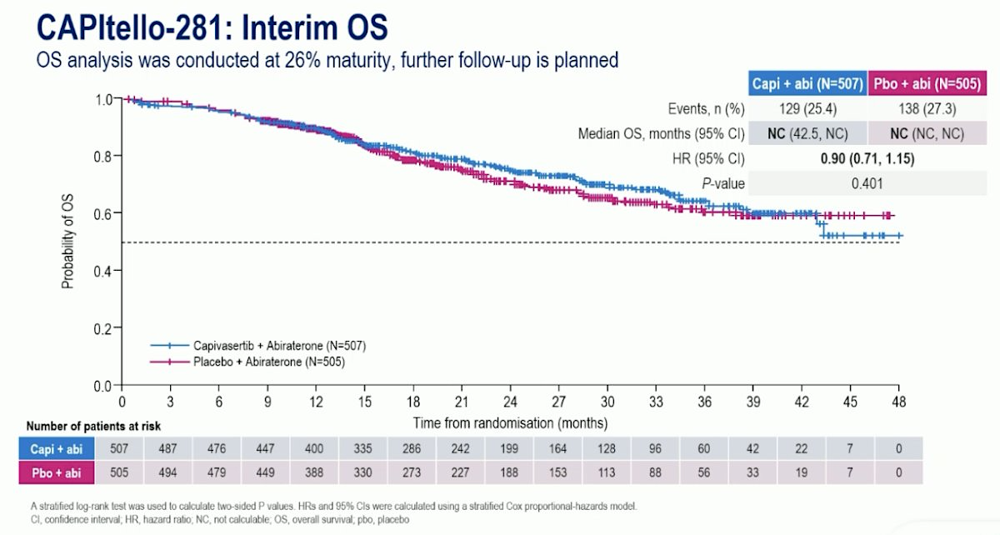 CAPItello-281: Interim OS
OS analysis was conducted at 26% maturity, further follow-up is planned
Capi + abi (N=507) Pbo + abi (N=505)
Events, n (%) 129 (25.4) 138 (27.3)
Median OS, months (95% CI) NC (42.5, NC) NC (NC, NC)
HR (95% CI) 0.90 (0.71, 1.15)
P-value 0.401
Probability of OS
1.0
0.8
0.6
0.4
0.2
0.0
Capivasertib + Abiraterone (N=507)
Placebo + Abiraterone (N=505)
0 3 6 9 12 15 18 21 24 27 30 33 36 39 42 45 48
Time from randomisation (months)
Number of patients at risk
Capi + abi 507 487 476 447 400 335 286 242 199 164 128 96 60 42 22 7 0
Pbo + abi 505 494 479 449 388 330 273 227 188 153 113 88 56 33 19 7 0
A stratified log-rank test was used to calculate two-sided P values. HRs and 95% CIs were calculated using a stratified Cox proportional-hazards model.
CI, confidence interval; HR, hazard ratio; NC, not calculable; OS, overall survival; pbo, placebo